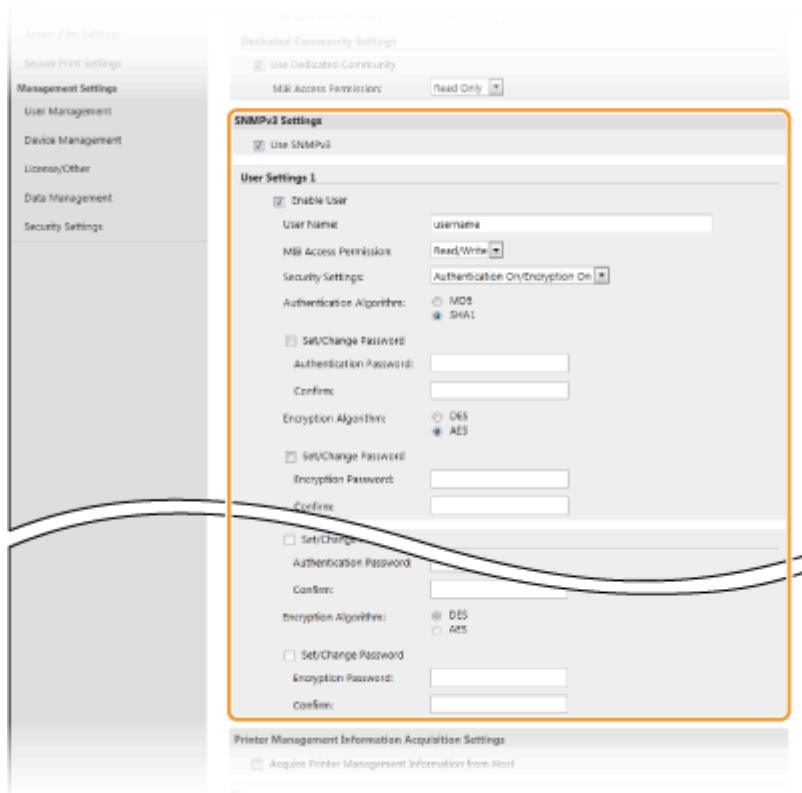 Secure Print Settings
Management Settings
User Management
Device Management
License/Other
Data Management
Security Settings
Dedicated Community Settings
Use Dedicated Community
MIB Access Permission: Read Only
SNMPv3 Settings
Use SNMPv3
User Settings 1
Enable User
User Name: username
MIB Access Permission: Read/Write
Security Settings: Authentication On/Encryption On
Authentication Algorithm: MD5
SHA1
Set/Change Password
Authentication Password:
Confirm:
Encryption Algorithm: DES
AES
Set/Change Password
Encryption Password:
Confirm:
Set/Change
Authentication Password:
Confirm:
Encryption Algorithm: DES
AES
Set/Change Password
Encryption Password:
Confirm:
Printer Management Information Acquisition Settings
Acquire Printer Management Information from Host